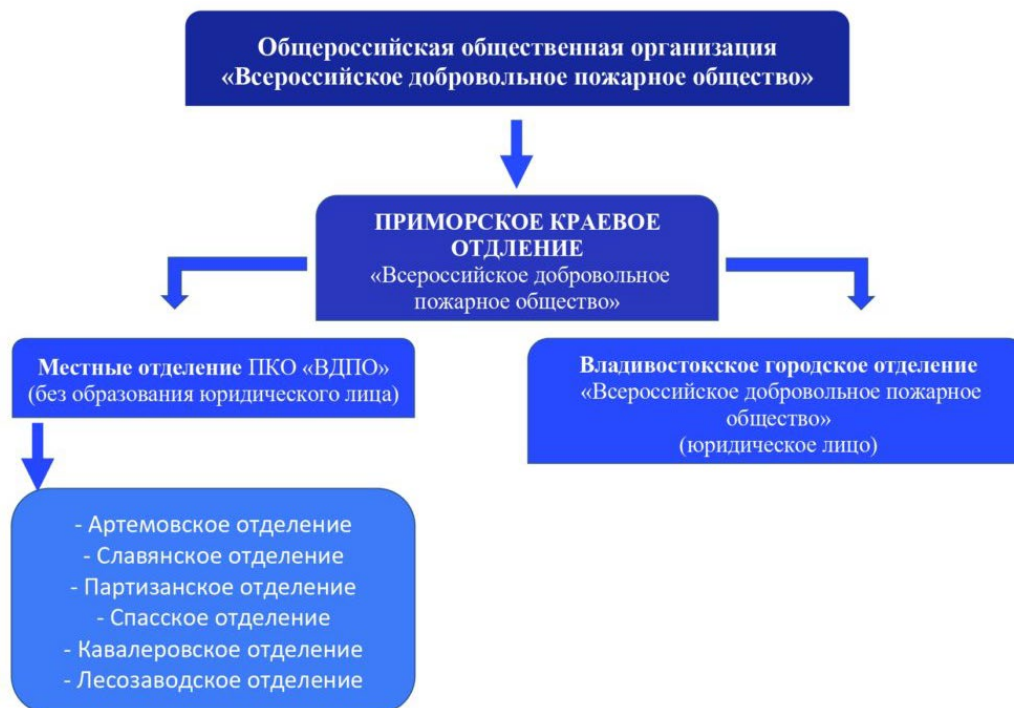 Общероссийская общественная организация
«Всероссийское добровольное пожарное общество»
ПРИМОРСКОЕ КРАЕВОЕ
ОТДЛЕНИЕ
«Всероссийское добровольное
пожарное общество»
Местные отделение ПКО «ВДПО»
(без образования юридического лица)
Владивостокское городское отделение
«Всероссийское добровольное пожарное
общество»
(юридическое лицо)
- Артемовское отделение
- Славянское отделение
- Партизанское отделение
- Спасское отделение
- Кавалеровское отделение
- Лесозаводское отделение